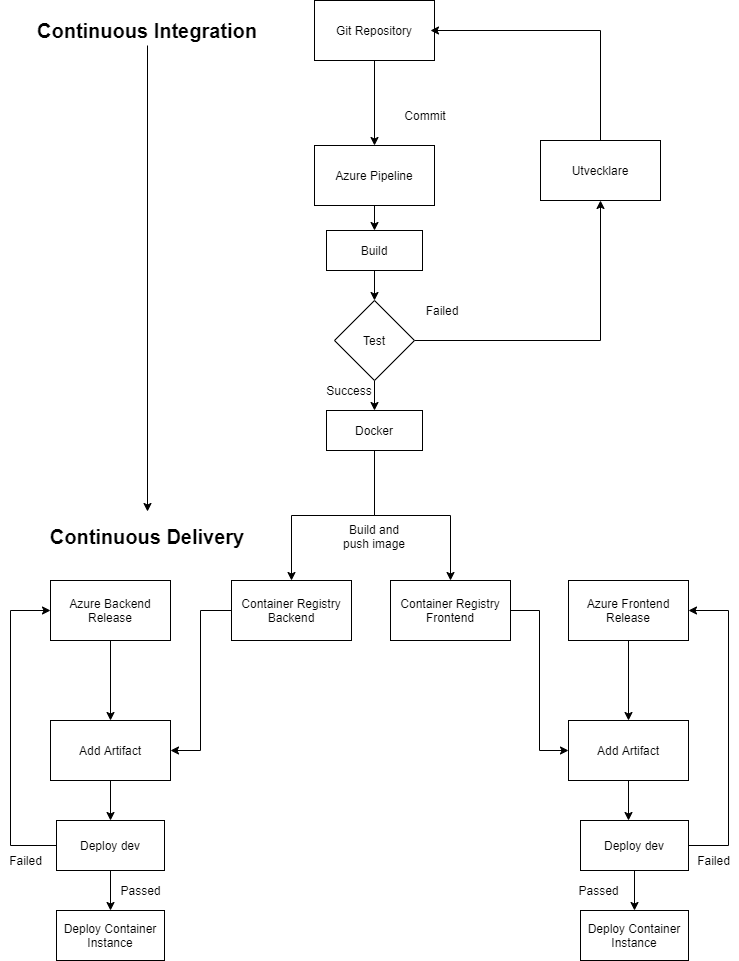 Continuous Integration
Git Repository
Commit
Azure Pipeline
Utvecklare
Build
Failed
Test
Success
Docker
Build and
push image
Continuous Delivery
Azure Backend
Release
Container Registry
Backend
Container Registry
Frontend
Azure Frontend
Release
Add Artifact
Add Artifact
Deploy dev
Deploy dev
Failed
Failed
Passed
Passed
Deploy Container
Instance
Deploy Container
Instance